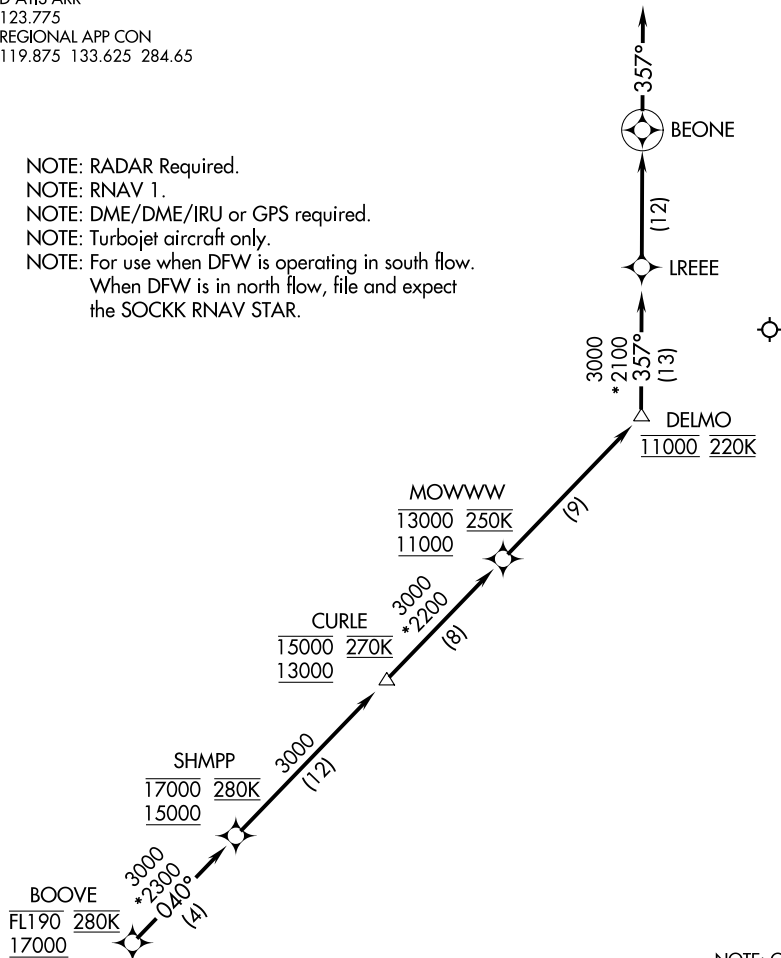 123.775
REGIONAL APP CON
119.875 133.625 284.65
NOTE: RADAR Required.
NOTE: RNAV 1.
NOTE: DME/DME/IRU or GPS required.
NOTE: Turbojet aircraft only.
NOTE: For use when DFW is operating in south flow.
When DFW is in north flow, file and expect
the SOCKK RNAV STAR.
357°
BEONE
(12)
LREEE
3000
*2100
357°
(13)
DELMO
11000 220K
(9)
MOWWW
13000 250K
11000
3000
*2200
(8)
CURLE
15000 270K
13000
3000
(12)
SHMPP
17000 280K
15000
3000
*2300
040°
(4)
BOOVE
FL190 280K
17000